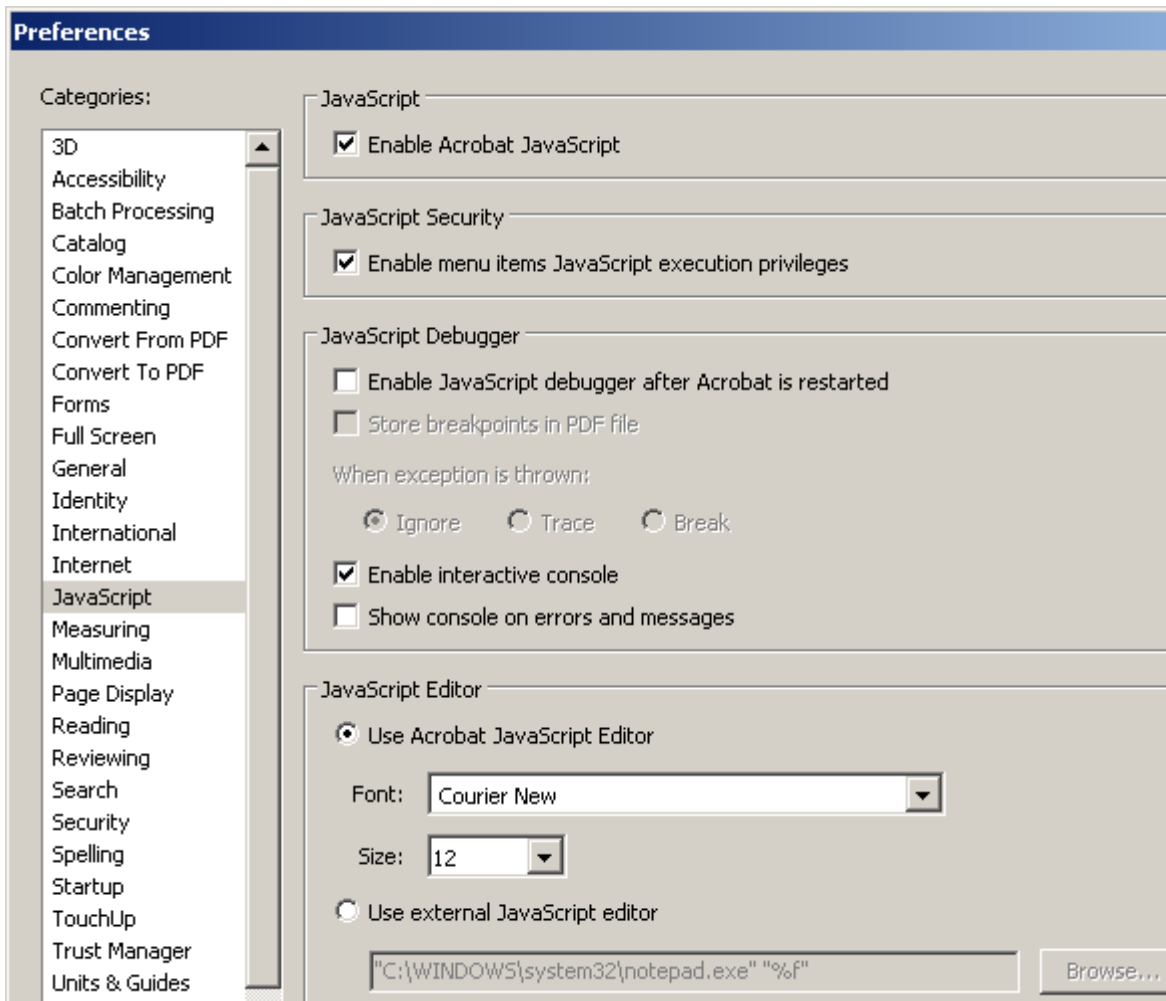 Preferences
Categories:
3D
Accessibility
Batch Processing
Catalog
Color Management
Commenting
Convert From PDF
Convert To PDF
Forms
Full Screen
General
Identity
International
Internet
JavaScript
Measuring
Multimedia
Page Display
Reading
Reviewing
Search
Security
Spelling
Startup
TouchUp
Trust Manager
Units & Guides
JavaScript
Enable Acrobat JavaScript
JavaScript Security
Enable menu items JavaScript execution privileges
JavaScript Debugger
Enable JavaScript debugger after Acrobat is restarted
Store breakpoints in PDF file
When exception is thrown:
Ignore Trace Break
Enable interactive console
Show console on errors and messages
JavaScript Editor
Use Acrobat JavaScript Editor
Font: Courier New
Size: 12
Use external JavaScript editor
"C:\WINDOWS\system32\notepad.exe" "%f" Browse...